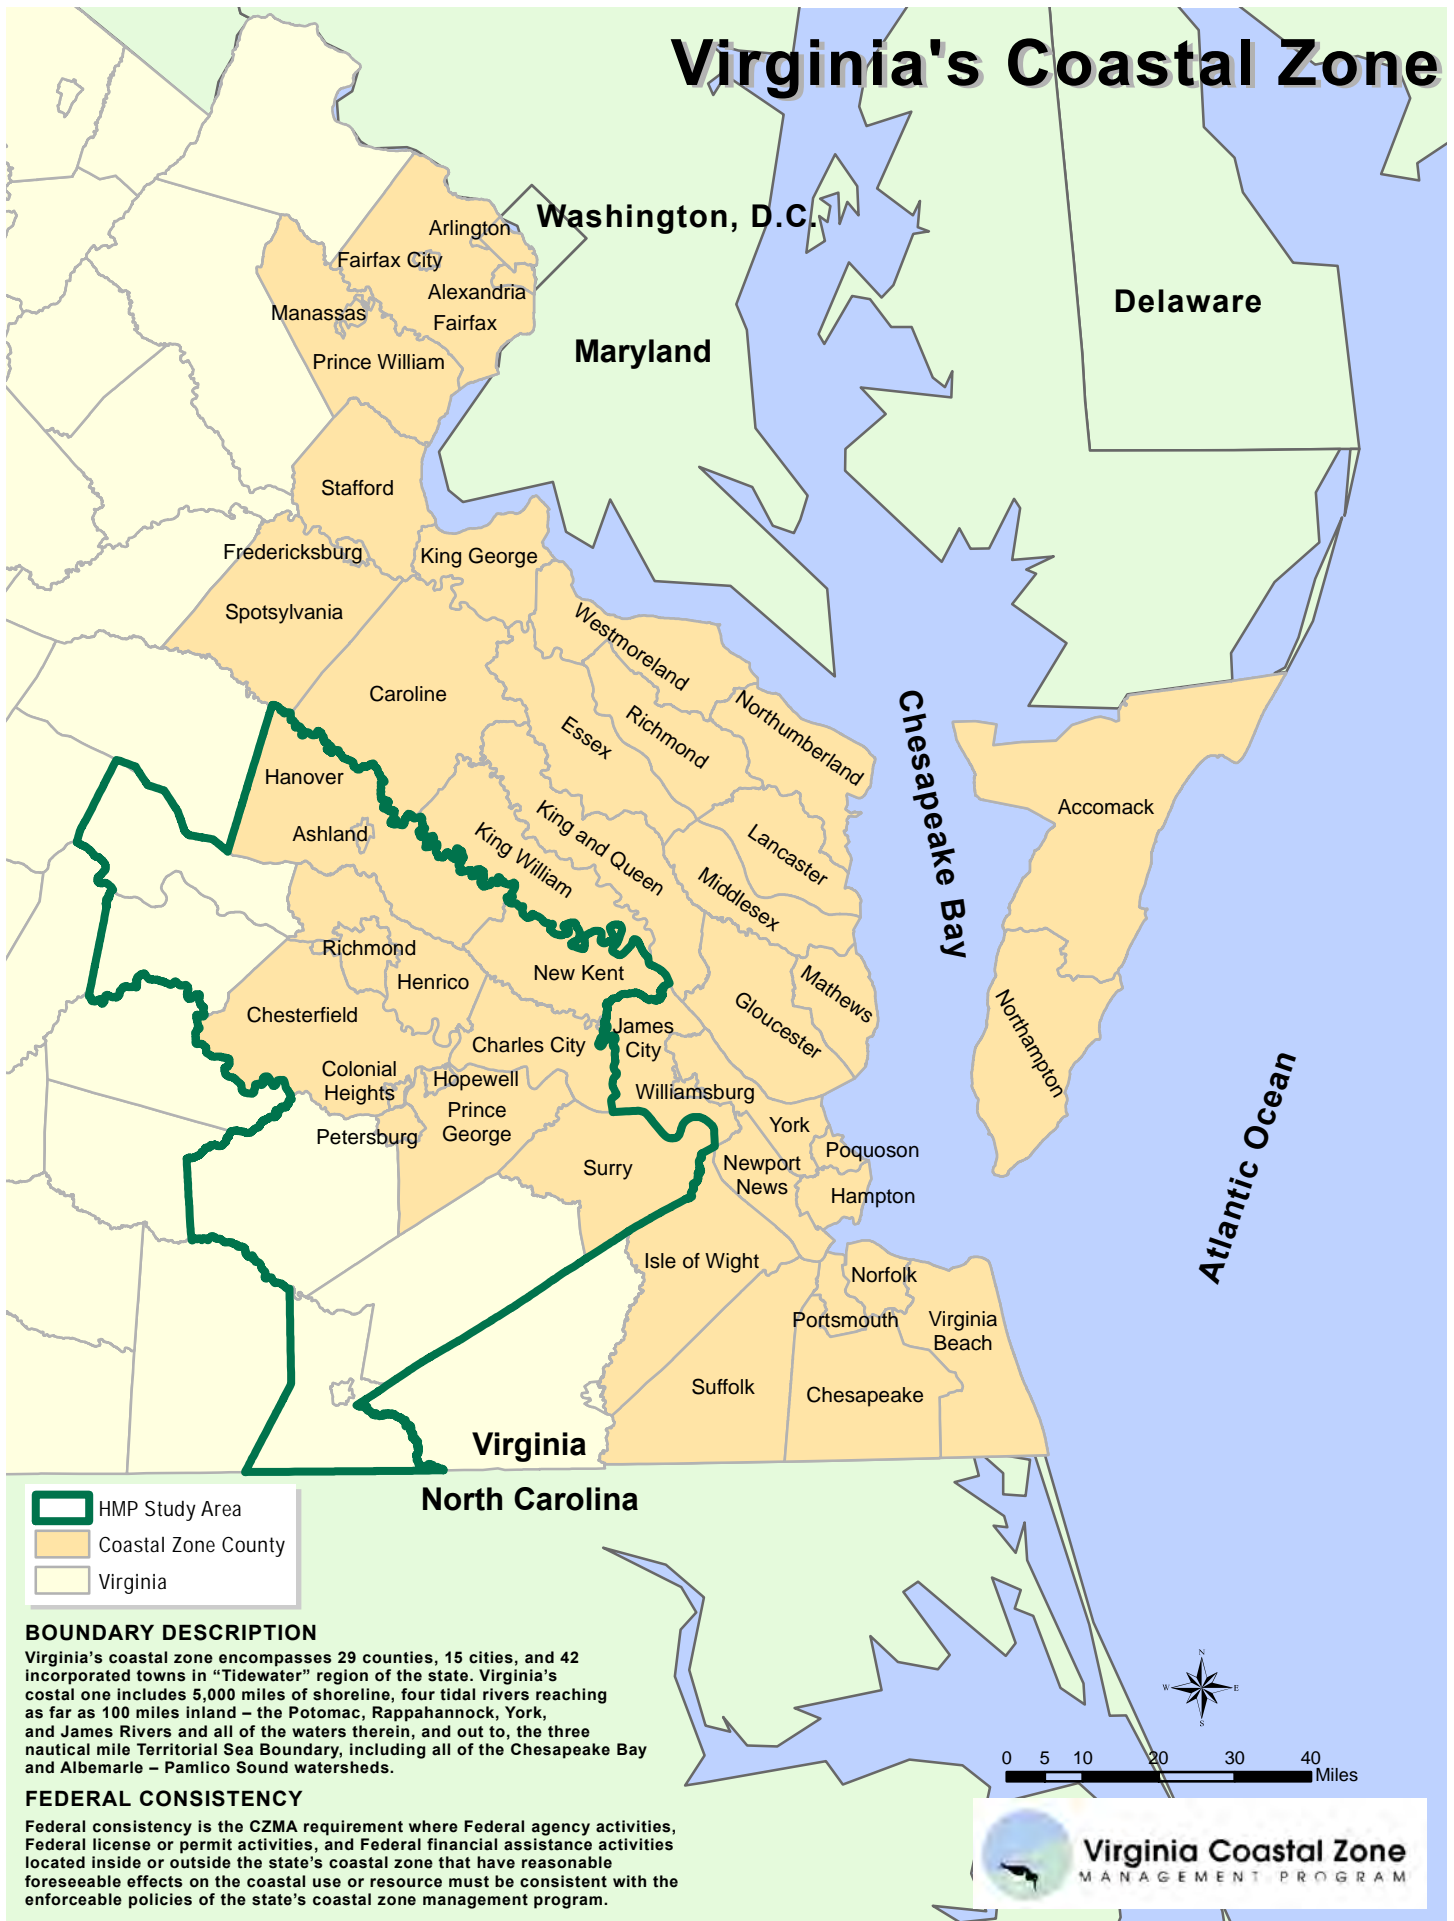 Virginia's Coastal Zone
Washington, D.C.
Arlington
Fairfax City
Alexandria
Manassas
Fairfax
Prince William
Maryland
Delaware
Stafford
Fredericksburg
King George
Spotsylvania
Westmoreland
Caroline
Northumberland
Richmond
Essex
Chesapeake Bay
Hanover
Ashland
King and Queen
King William
Lancaster
Middlesex
Accomack
Richmond
Henrico
New Kent
Mathews
Gloucester
Northampton
Chesterfield
Charles City
James
City
Colonial
Heights
Hopewell
Williamsburg
Prince
George
Petersburg
York
Poquoson
Surry
Newport
News
Hampton
Atlantic Ocean
Isle of Wight
Norfolk
Portsmouth
Virginia
Beach
Suffolk
Chesapeake
Virginia
North Carolina
HMP Study Area
Coastal Zone County
Virginia
BOUNDARY DESCRIPTION
Virginia’s coastal zone encompasses 29 counties, 15 cities, and 42
incorporated towns in “Tidewater” region of the state. Virginia’s
costal one includes 5,000 miles of shoreline, four tidal rivers reaching
as far as 100 miles inland – the Potomac, Rappahannock, York,
and James Rivers and all of the waters therein, and out to, the three
nautical mile Territorial Sea Boundary, including all of the Chesapeake Bay
and Albemarle – Pamlico Sound watersheds.
FEDERAL CONSISTENCY
Federal consistency is the CZMA requirement where Federal agency activities,
Federal license or permit activities, and Federal financial assistance activities
located inside or outside the state’s coastal zone that have reasonable
foreseeable effects on the coastal use or resource must be consistent with the
enforceable policies of the state’s coastal zone management program.
N
W E
S
0 5 10 20 30 40
Miles
Virginia Coastal Zone
MANAGEMENT PROGRAM